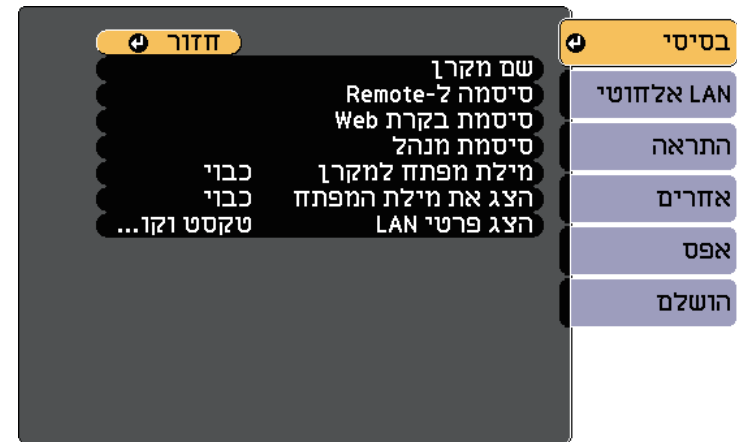 בסיסי
LAN אלחוטי
התראה
אחרים
אפס
הושלם
חזור
שם מקרן
סיסמה ל-Remote
סיסמת בקרת Web
סיסמת מנהל
מילת מפתח למקרן כבוי
הצג את מילת המפתח כבוי
הצג פרטי LAN טקסט וקו...